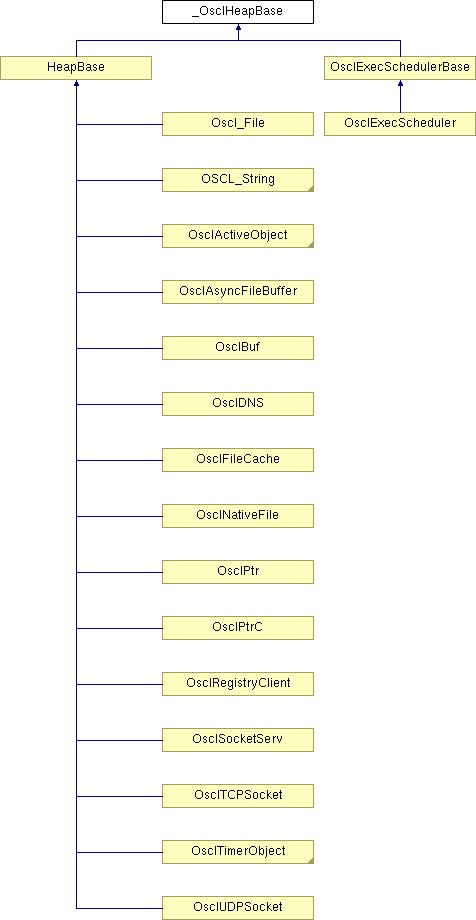 _OsclHeapBase
HeapBase
OsclExecSchedulerBase
Oscl_File
OsclExecScheduler
OSCL_String
OsclActiveObject
OsclAsyncFileBuffer
OsclBuf
OsclDNS
OsclFileCache
OsclNativeFile
OsclPtr
OsclPtrC
OsclRegistryClient
OsclSocketServ
OsclTCPSocket
OsclTimerObject
OsclUDPSocket